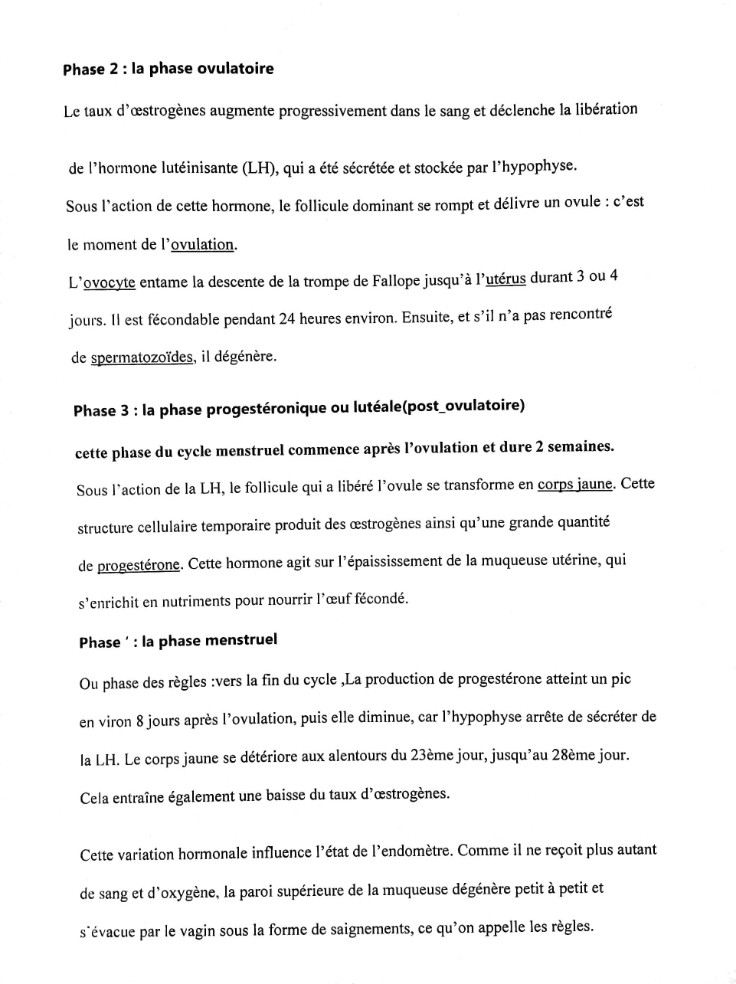 Phase 2 : la phase ovulatoire
Le taux d’œstrogènes augmente progressivement dans le sang et déclenche la libération
de l’hormone lutéinisante (LH), qui a été sécrétée et stockée par l’hypophyse.
Sous l’action de cette hormone, le follicule dominant se rompt et délivre un ovule : c’est
le moment de l’ovulation.
L’ovocyte entame la descente de la trompe de Fallope jusqu’à l’utérus durant 3 ou 4
jours. Il est fécondable pendant 24 heures environ. Ensuite, et s’il n’a pas rencontré
de spermatozoïdes, il dégénère.
Phase 3 : la phase progestéronique ou lutéale(post_ovulatoire)
cette phase du cycle menstruel commence après l’ovulation et dure 2 semaines.
Sous l’action de la LH, le follicule qui a libéré l’ovule se transforme en corps jaune. Cette
structure cellulaire temporaire produit des œstrogènes ainsi qu’une grande quantité
de progestérone. Cette hormone agit sur l’épaississement de la muqueuse utérine, qui
s’enrichit en nutriments pour nourrir l’œuf fécondé.
Phase ’ : la phase menstruel
Ou phase des règles :vers la fin du cycle ,La production de progestérone atteint un pic
en viron 8 jours après l’ovulation, puis elle diminue, car l’hypophyse arrête de sécréter de
la LH. Le corps jaune se détériore aux alentours du 23ème jour, jusqu’au 28ème jour.
Cela entraîne également une baisse du taux d’œstrogènes.
Cette variation hormonale influence l’état de l’endomètre. Comme il ne reçoit plus autant
de sang et d’oxygène, la paroi supérieure de la muqueuse dégénère petit à petit et
s’évacue par le vagin sous la forme de saignements, ce qu’on appelle les règles.